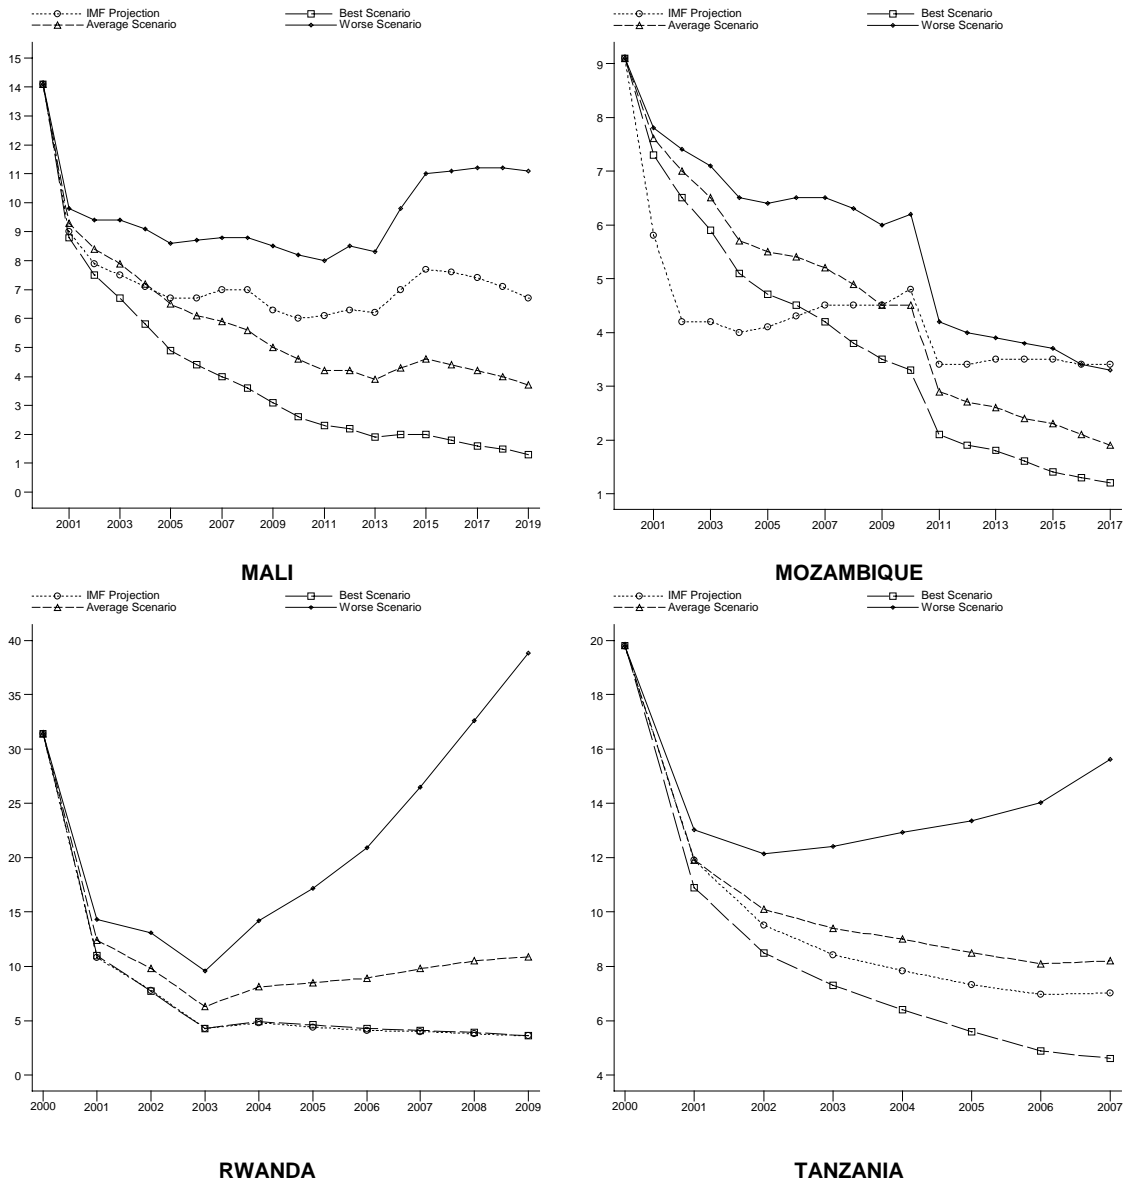 IMF Projection Best Scenario
Average Scenario Worse Scenario
15
14
13
12
11
10
9
8
7
6
5
4
3
2
1
0
2001 2003 2005 2007 2009 2011 2013 2015 2017 2019
MALI
IMF Projection Best Scenario
Average Scenario Worse Scenario
9
8
7
6
5
4
3
2
1
2001 2003 2005 2007 2009 2011 2013 2015 2017
MOZAMBIQUE
IMF Projection Best Scenario
Average Scenario Worse Scenario
40
35
30
25
20
15
10
5
0
2000 2001 2002 2003 2004 2005 2006 2007 2008 2009
RWANDA
IMF Projection Best Scenario
Average Scenario Worse Scenario
20
18
16
14
12
10
8
6
4
2000 2001 2002 2003 2004 2005 2006 2007
TANZANIA